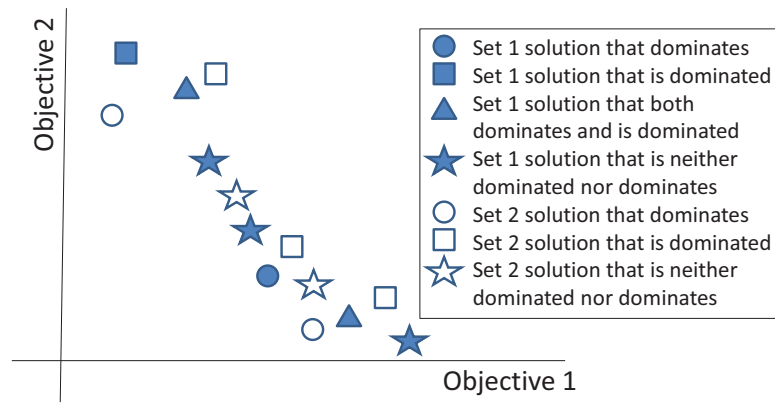 Objective 2
Set 1 solution that dominates
Set 1 solution that is dominated
Set 1 solution that both
dominates and is dominated
Set 1 solution that is neither
dominated nor dominates
Set 2 solution that dominates
Set 2 solution that is dominated
Set 2 solution that is neither
dominated nor dominates
Objective 1